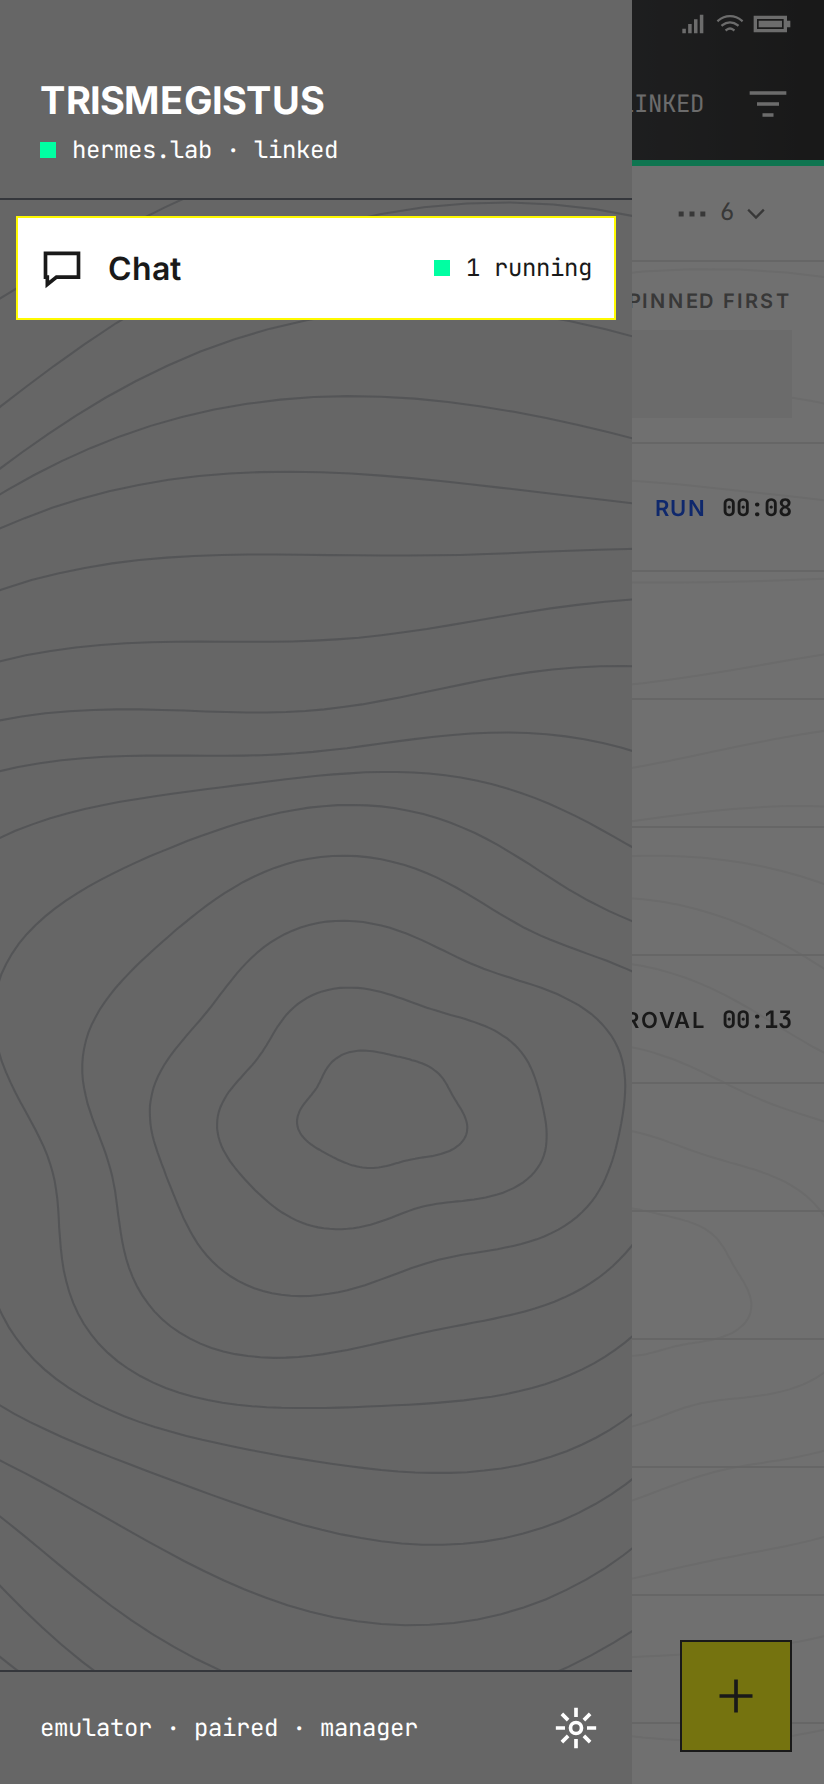 TRISMEGISTUS
hermes.lab · linked
LINKED
... 6
Chat
1 running
PINNED FIRST
RUN 00:08
ROVAL 00:13
emulator · paired · manager